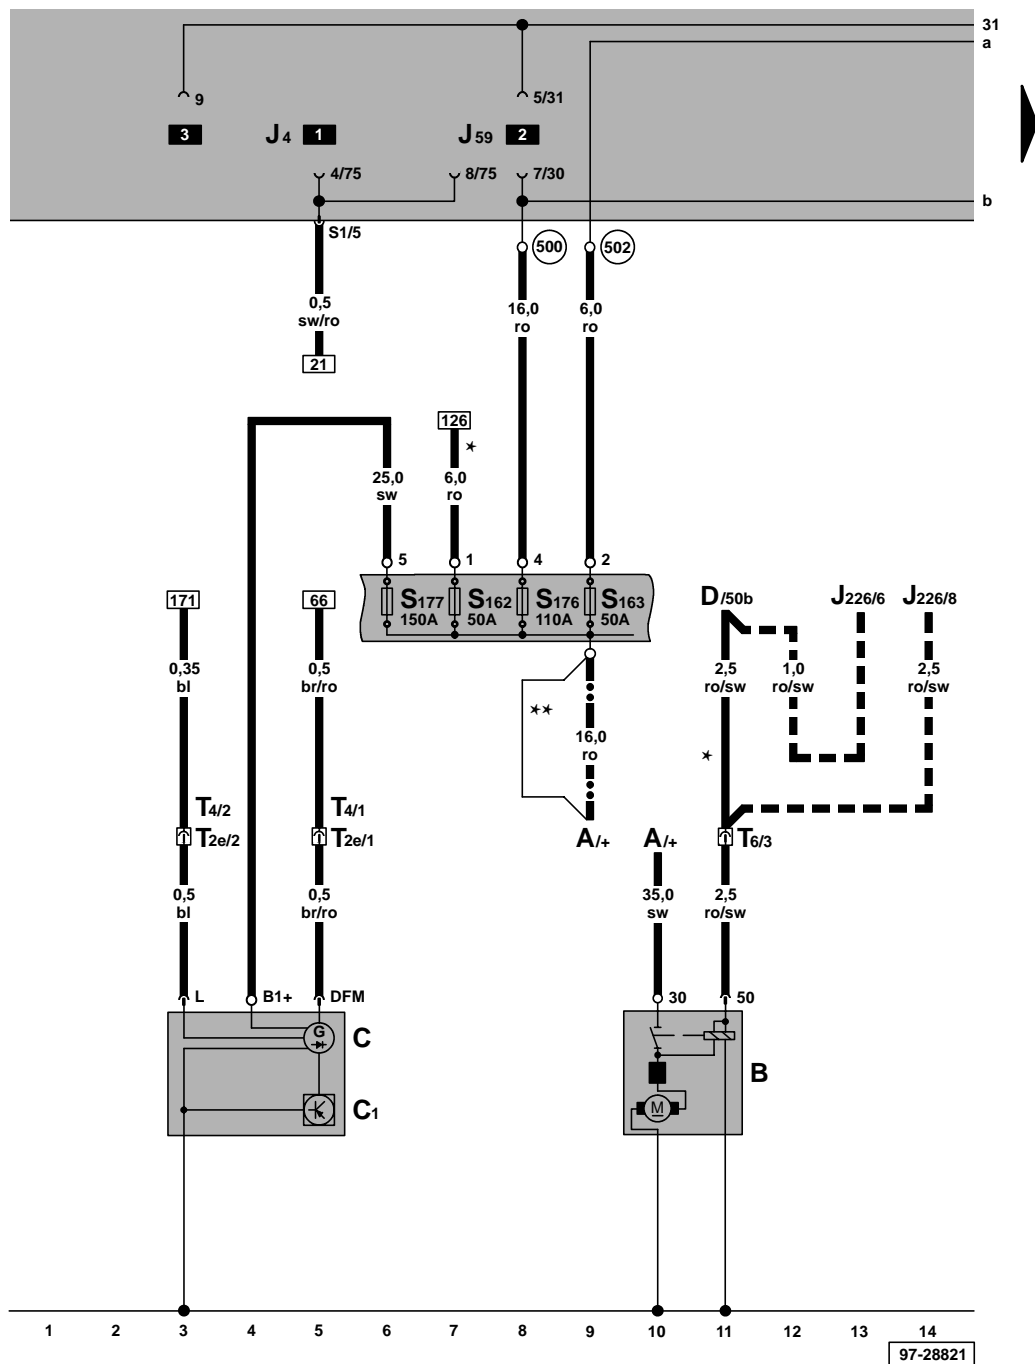 31
a
9
5/31
3
J4
1
J59
2
4/75
8/75
7/30
b
S1/5
500
502
0,5
sw/ro
16,0
ro
6,0
ro
21
126
★
25,0
sw
6,0
ro
5
1
4
2
S177
150A
S162
50A
S176
110A
S163
50A
171
66
D/50b
J226/6
J226/8
0,35
bl
0,5
br/ro
2,5
ro/sw
1,0
ro/sw
2,5
ro/sw
★★
16,0
ro
★
T4/2
T4/1
T2e/2
T2e/1
A/+
A/+
T6/3
0,5
bl
0,5
br/ro
35,0
sw
2,5
ro/sw
L
B1+
DFM
30
50
G
C
B
C1
M
1 2 3 4 5 6 7 8 9 10 11 12 13 14
97-28821